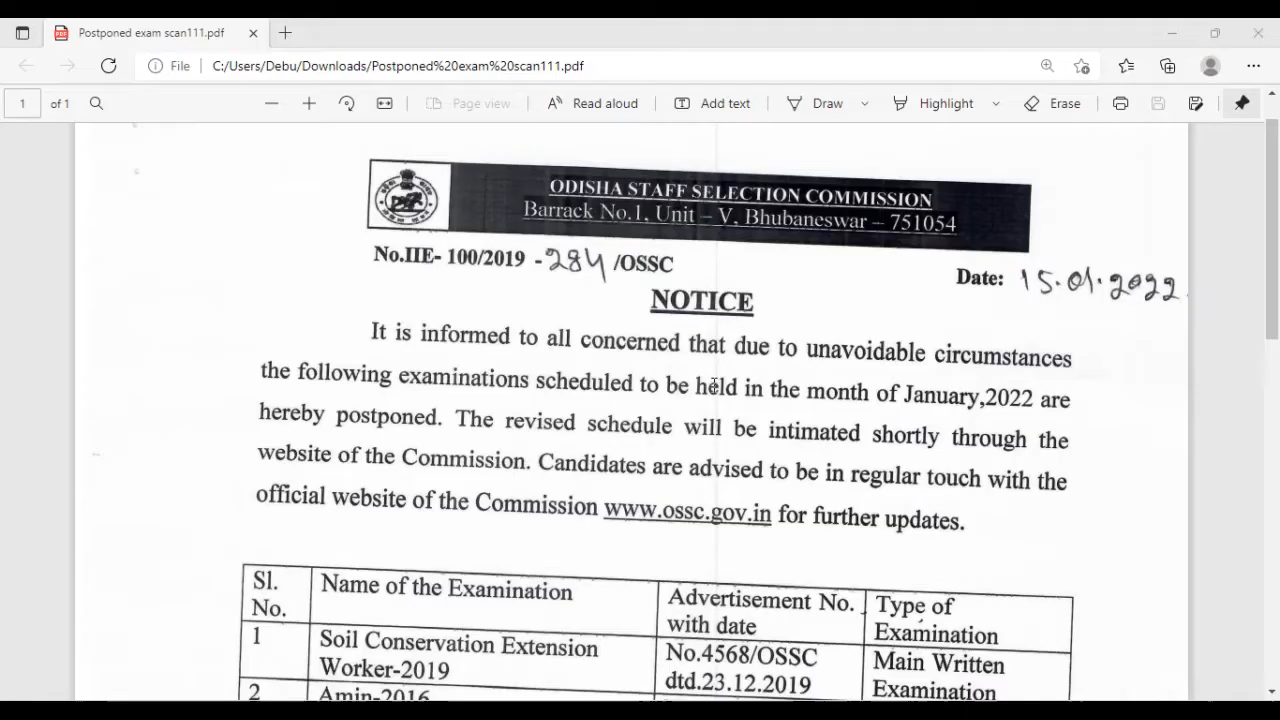 Postponed exam scan111.pdf
File C:/Users/Debu/Downloads/Postponed%20exam%20scan111.pdf
1 of 1 Page view Read aloud Add text Draw Highlight Erase
ODISHA STAFF SELECTION COMMISSION
Barrack No.1, Unit – V, Bhubaneswar – 751054
No.IIE- 100/2019 - 284 /OSSC
Date: 15.01.2022
NOTICE
It is informed to all concerned that due to unavoidable circumstances
the following examinations scheduled to be held in the month of January,2022 are
hereby postponed. The revised schedule will be intimated shortly through the
website of the Commission. Candidates are advised to be in regular touch with the
official website of the Commission www.ossc.gov.in for further updates.
Sl. No. Name of the Examination Advertisement No. with date Type of Examination
1 Soil Conservation Extension Worker-2019 No.4568/OSSC dtd.23.12.2019 Main Written Examination
2 Amin-2016